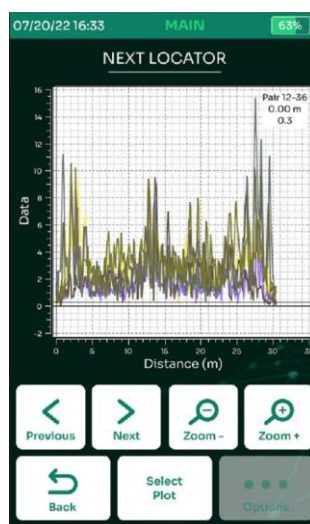 07/20/22 16:33 MAIN 63%
NEXT LOCATOR
Pair 12-36
0.00 m
0.3
16
14
12
10
8
6
4
2
0
-2
Data
0 5 10 15 20 25 30
Distance (m)
Previous Next Zoom - Zoom +
Back Select Plot Options